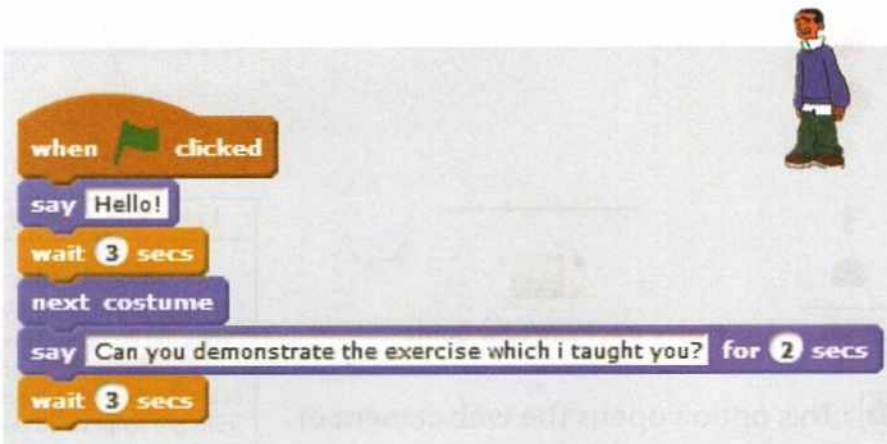 when clicked
say Hello!
wait 3 secs
next costume
say Can you demonstrate the exercise which i taught you? for 2 secs
wait 3 secs